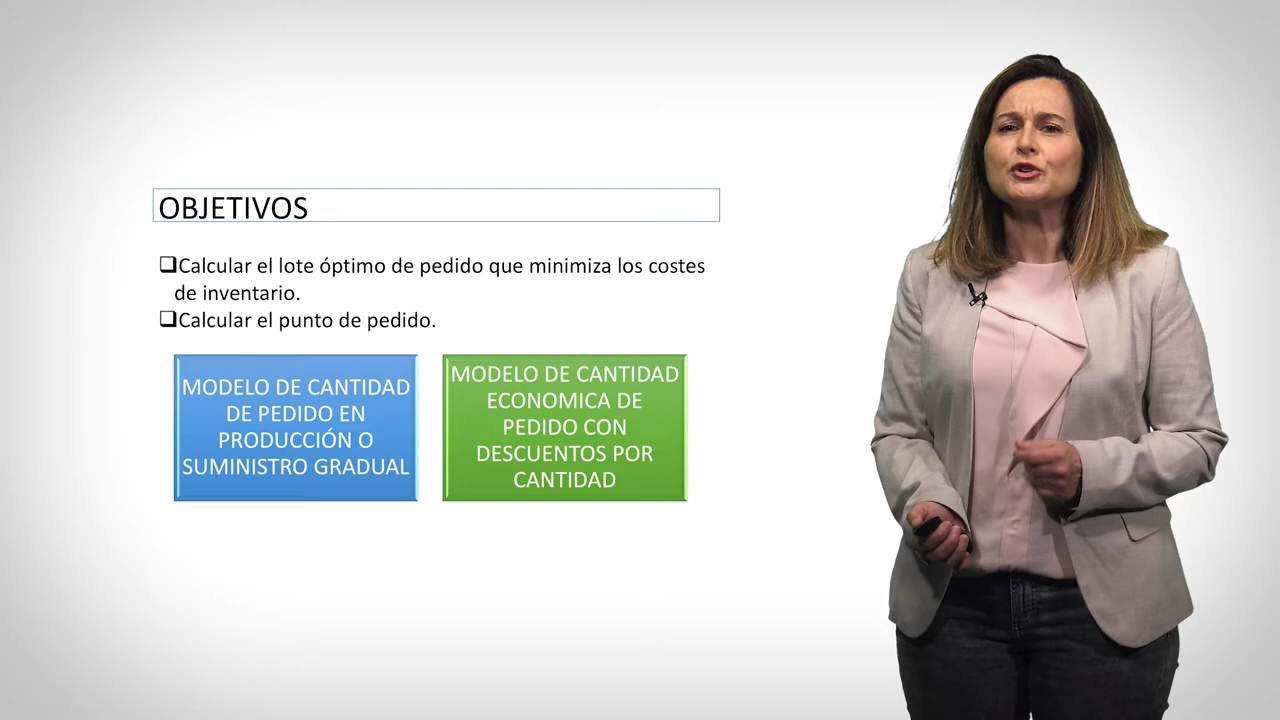 OBJETIVOS
❑Calcular el lote óptimo de pedido que minimiza los costes
de inventario.
❑Calcular el punto de pedido.
MODELO DE CANTIDAD
DE PEDIDO EN
PRODUCCIÓN O
SUMINISTRO GRADUAL
MODELO DE CANTIDAD
ECONOMICA DE
PEDIDO CON
DESCUENTOS POR
CANTIDAD